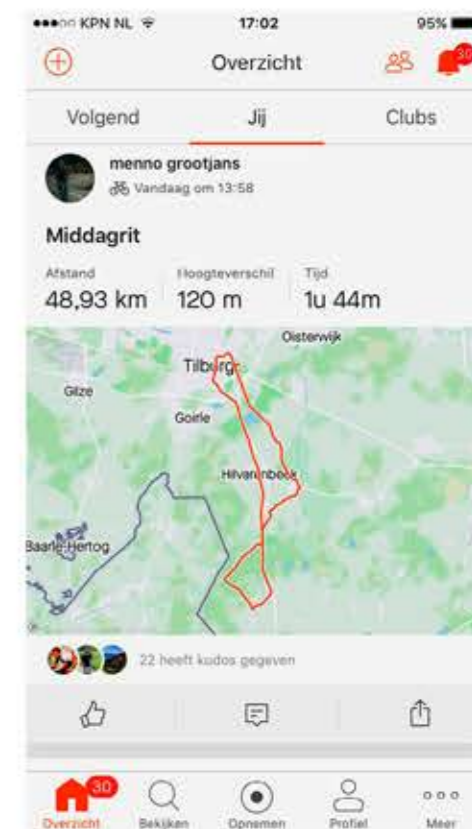 KPN NL 17:02 95%
Overzicht 30
Volgend Jij Clubs
menno grootjans
Vandaag om 13:58
Middagrit
Afstand Hoogteverschil Tijd
48,93 km 120 m 1u 44m
Oisterwijk
Tilburg
Gilze
Goirle
Hilvarenbeek
Baarle-Hertog
22 heeft kudos gegeven
30
Overzicht Bekijken Opnemen Profiel Meer